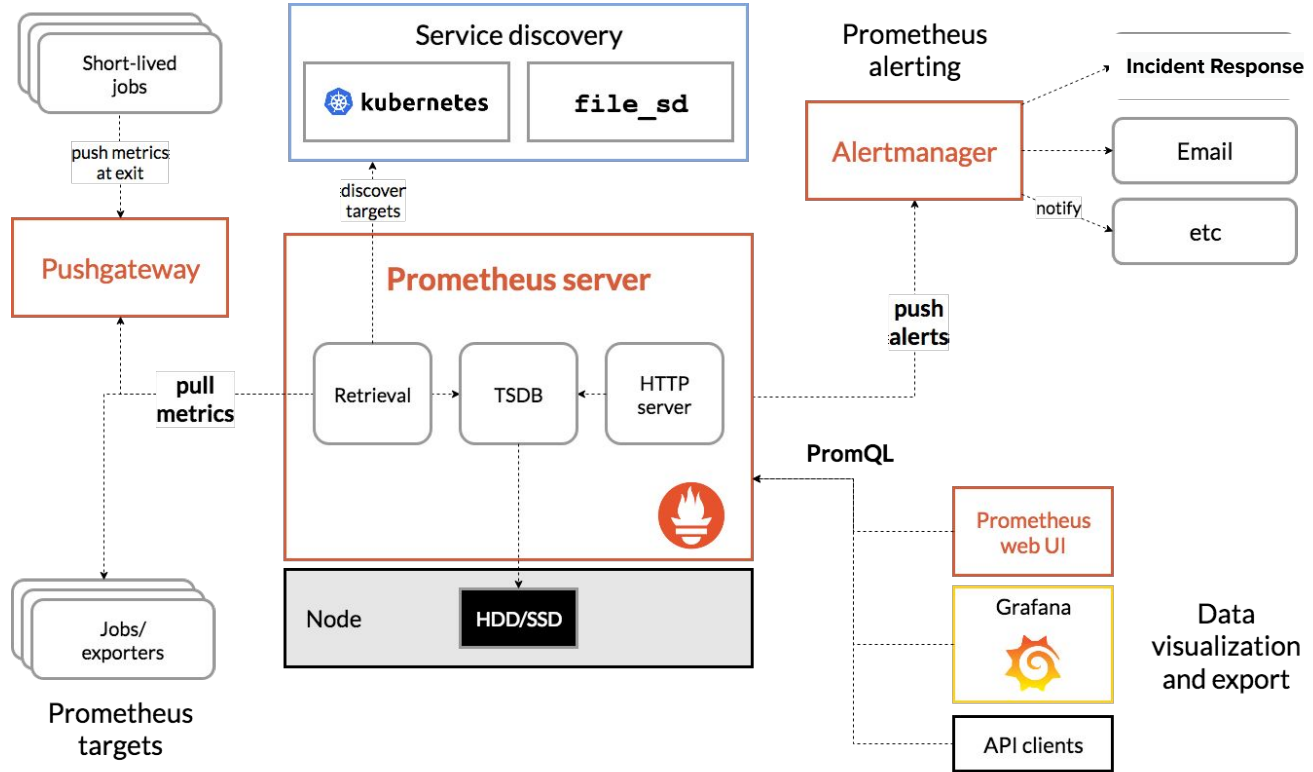 Short-lived
jobs
push metrics
at exit
Pushgateway
pull
metrics
Jobs/
exporters
Prometheus
targets
Service discovery
kubernetes
file_sd
discover
targets
Prometheus server
Retrieval
TSDB
HTTP
server
Node
HDD/SSD
Prometheus
alerting
Alertmanager
Incident Response
Email
etc
notify
push
alerts
PromQL
Prometheus
web UI
Grafana
API clients
Data
visualization
and export